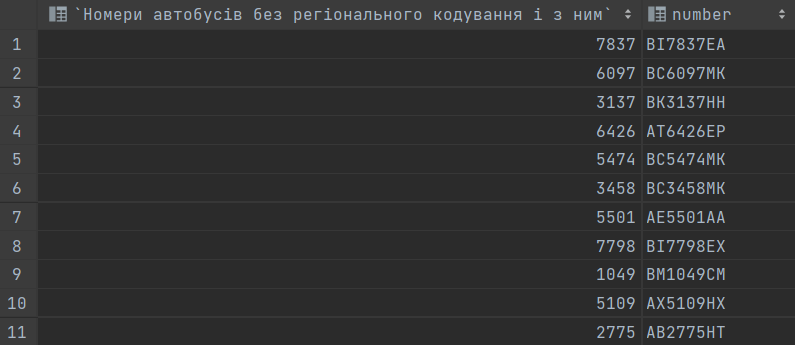 `Номери автобусів без регіонального кодування і з ним` number
1 7837 BI7837EA
2 6097 BC6097MK
3 3137 BK3137HH
4 6426 AT6426EP
5 5474 BC5474MK
6 3458 BC3458MK
7 5501 AE5501AA
8 7798 BI7798EX
9 1049 BM1049CM
10 5109 AX5109HX
11 2775 AB2775HT